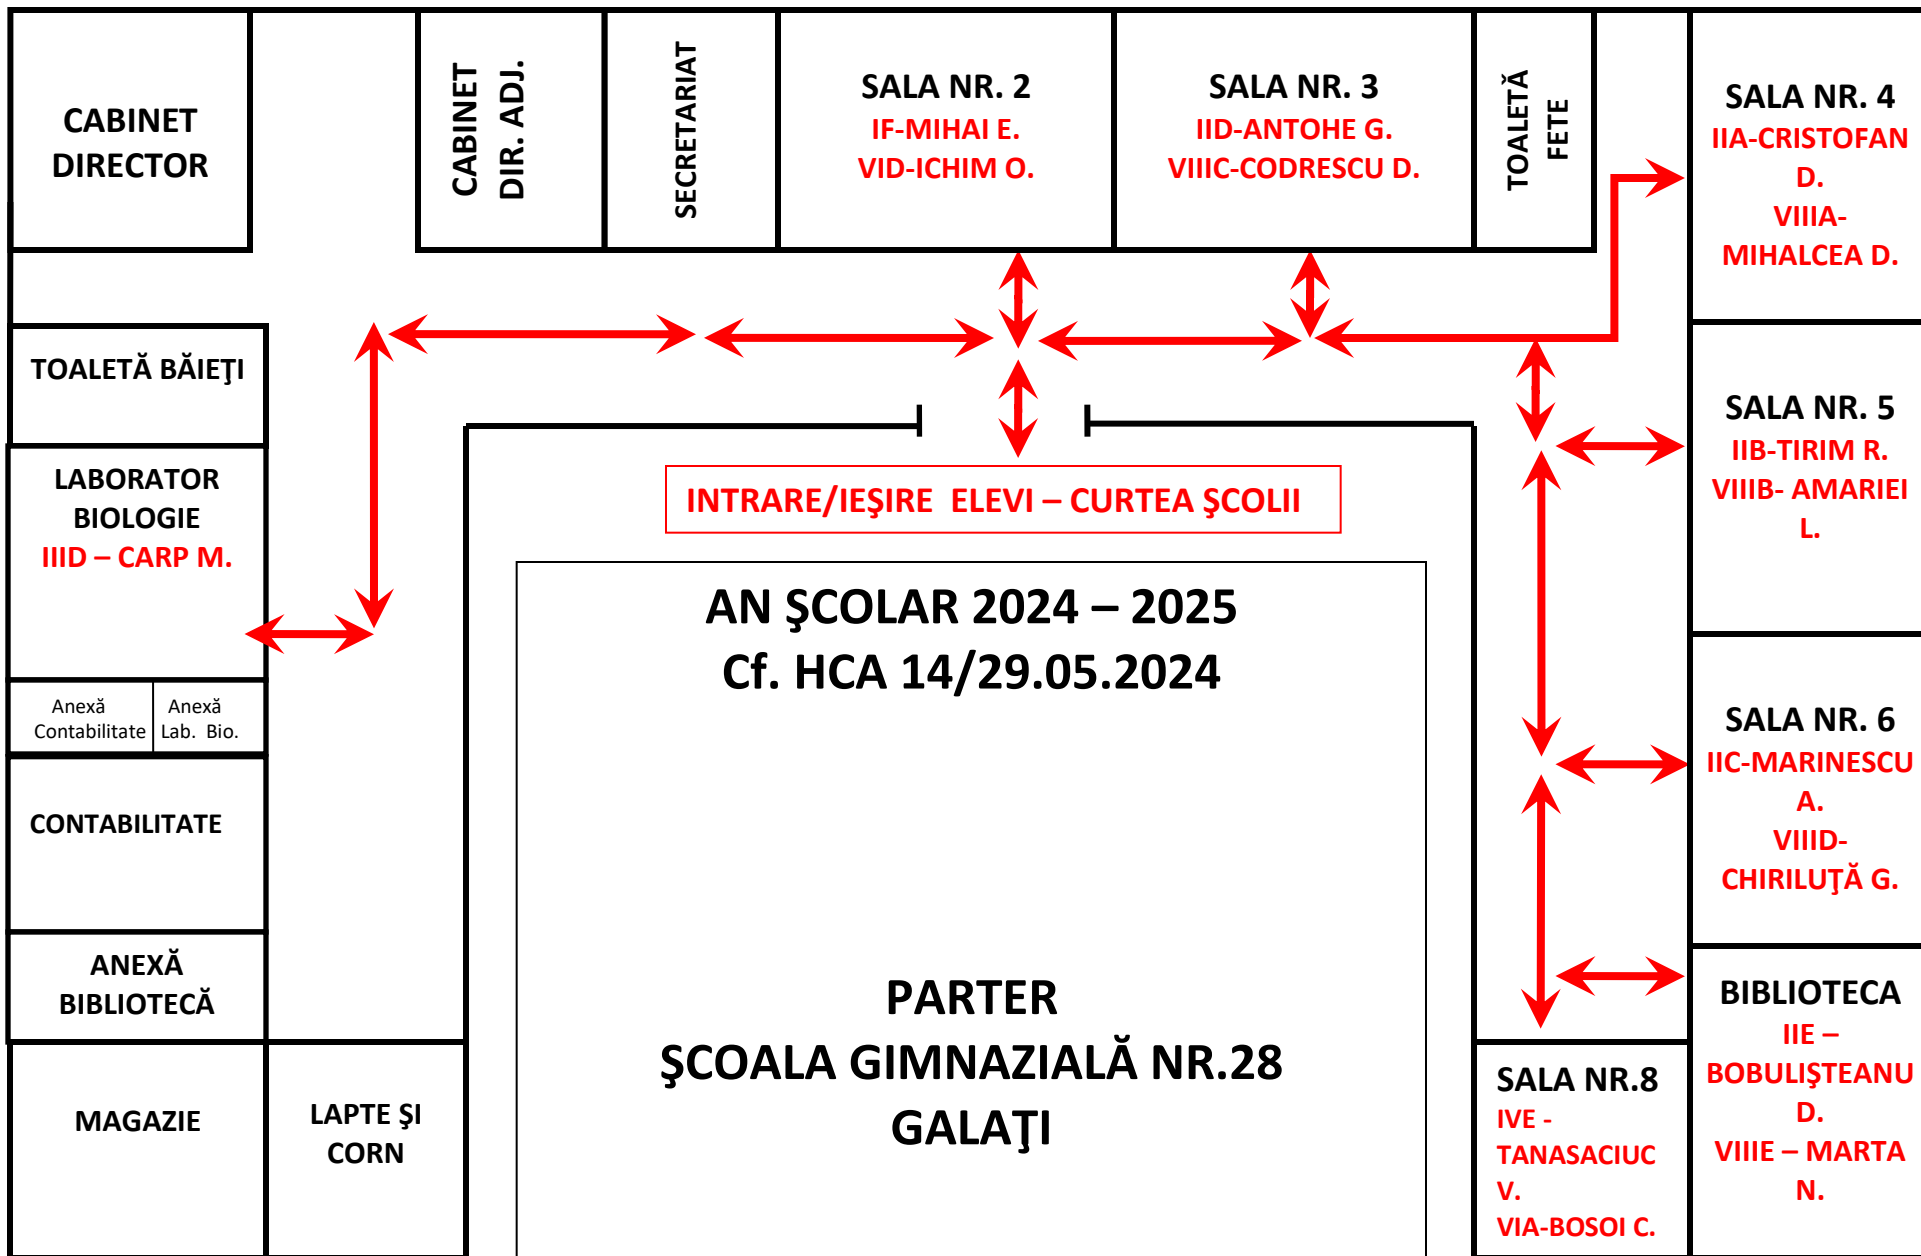 CABINET
DIRECTOR
CABINET
DIR. ADJ.
SECRETARIAT
SALA NR. 2
IF-MIHAI E.
VID-ICHIM O.
SALA NR. 3
IID-ANTOHE G.
VIIIC-CODRESCU D.
TOALETĂ
FETE
SALA NR. 4
IIA-CRISTOFAN
D.
VIIIA-
MIHALCEA D.
TOALETĂ BĂIEŢI
LABORATOR
BIOLOGIE
IIID – CARP M.
Anexă
Contabilitate
Anexă
Lab. Bio.
CONTABILITATE
ANEXĂ
BIBLIOTECĂ
MAGAZIE
LAPTE ŞI
CORN
INTRARE/IEŞIRE ELEVI – CURTEA ŞCOLII
AN ŞCOLAR 2024 – 2025
Cf. HCA 14/29.05.2024
PARTER
ŞCOALA GIMNAZIALĂ NR.28
GALAŢI
SALA NR. 5
IIB-TIRIM R.
VIIIB- AMARIEI
L.
SALA NR. 6
IIC-MARINESCU
A.
VIIID-
CHIRILUŢĂ G.
BIBLIOTECA
IIE –
BOBULIŞTEANU
D.
VIIIE – MARTA
N.
SALA NR.8
IVE -
TANASACIUC
V.
VIA-BOSOI C.